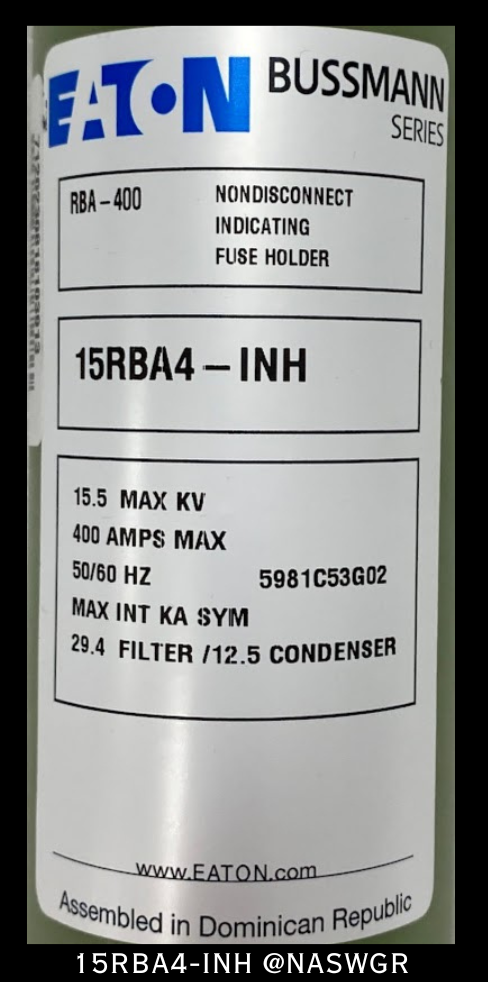 EATON BUSSMANN
SERIES
RBA-400 NONDISCONNECT
INDICATING
FUSE HOLDER
15RBA4-INH
15.5 MAX KV
400 AMPS MAX
50/60 HZ 5981C53G02
MAX INT KA SYM
29.4 FILTER /12.5 CONDENSER
www.EATON.com
Assembled in Dominican Republic
15RBA4-INH @NASWGR